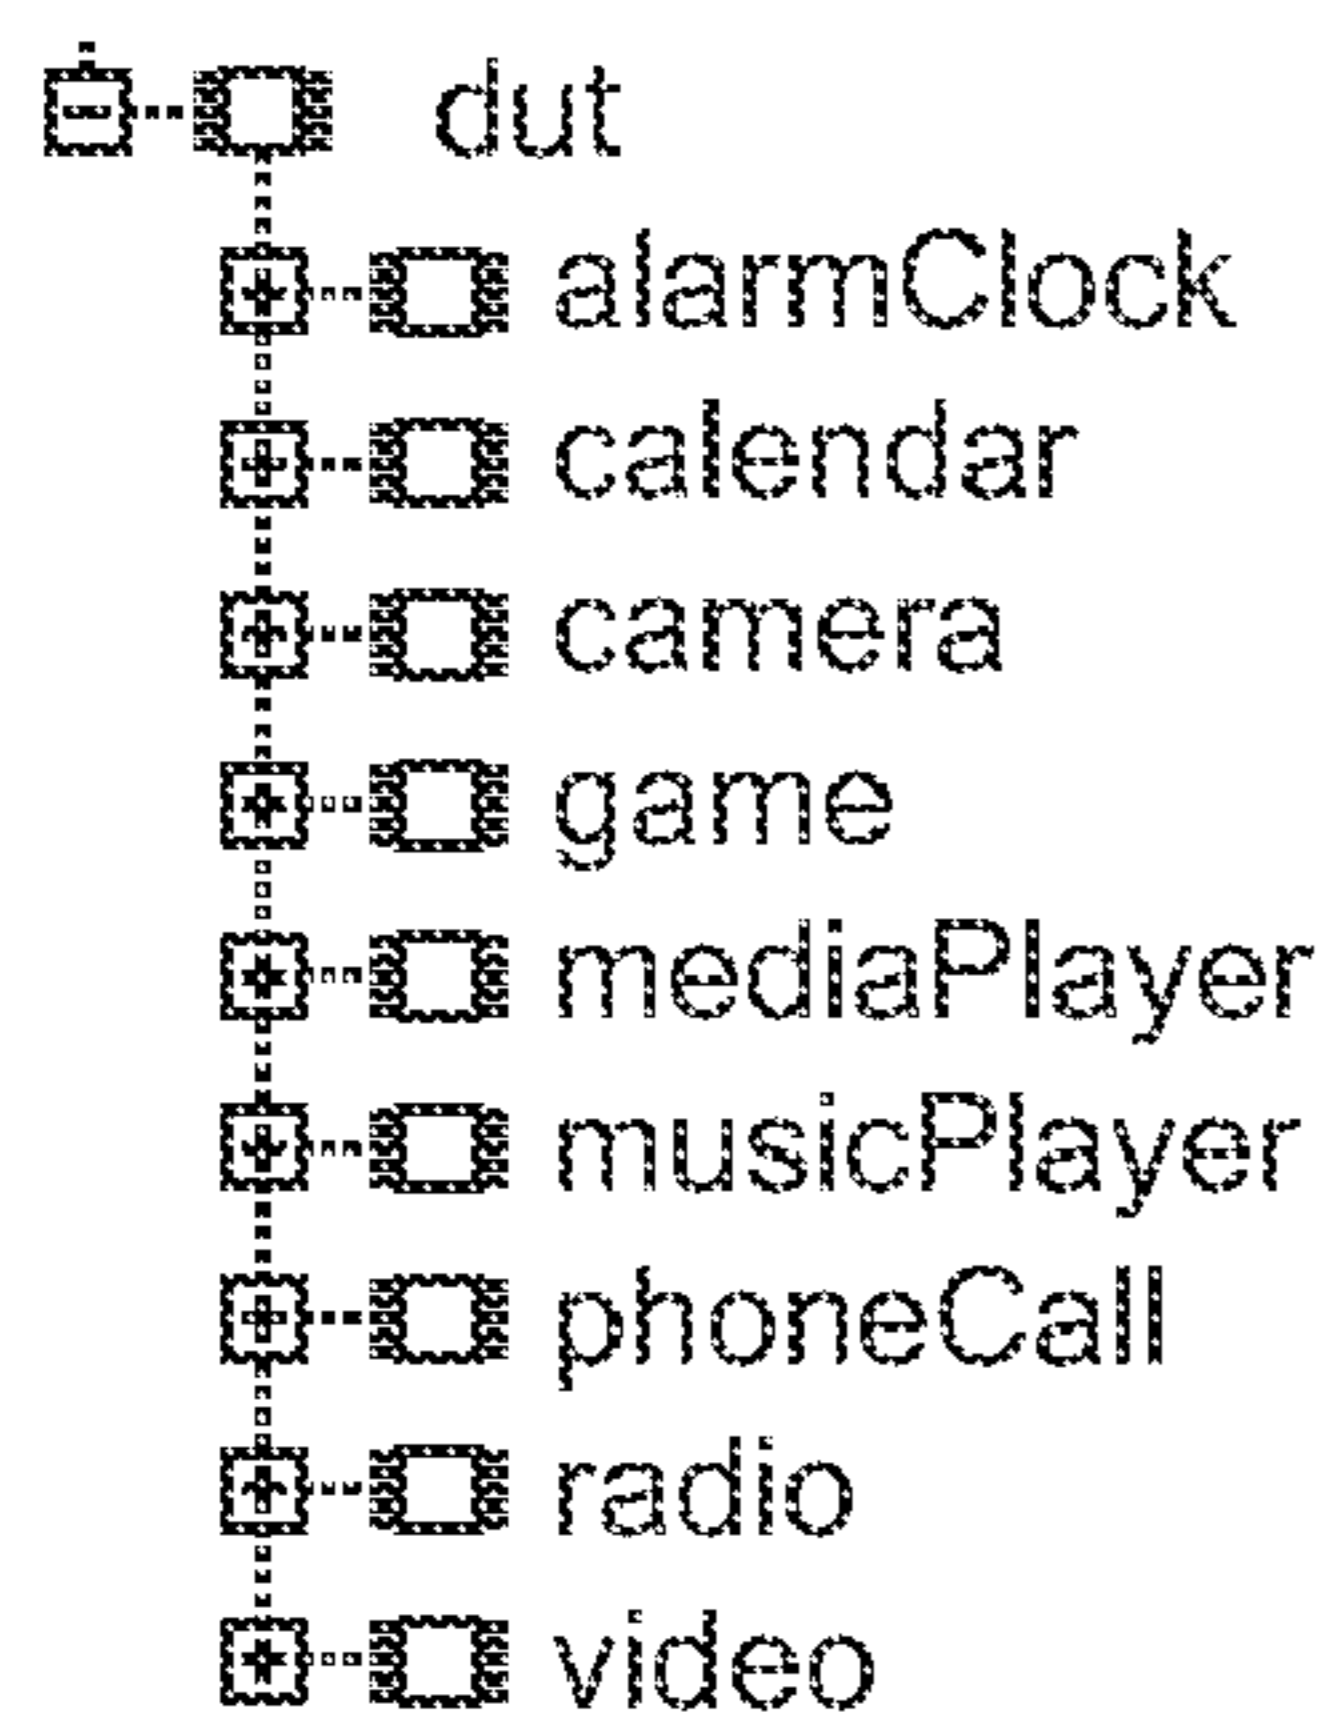 dut
alarmClock
calendar
camera
game
mediaPlayer
musicPlayer
phoneCall
radio
video